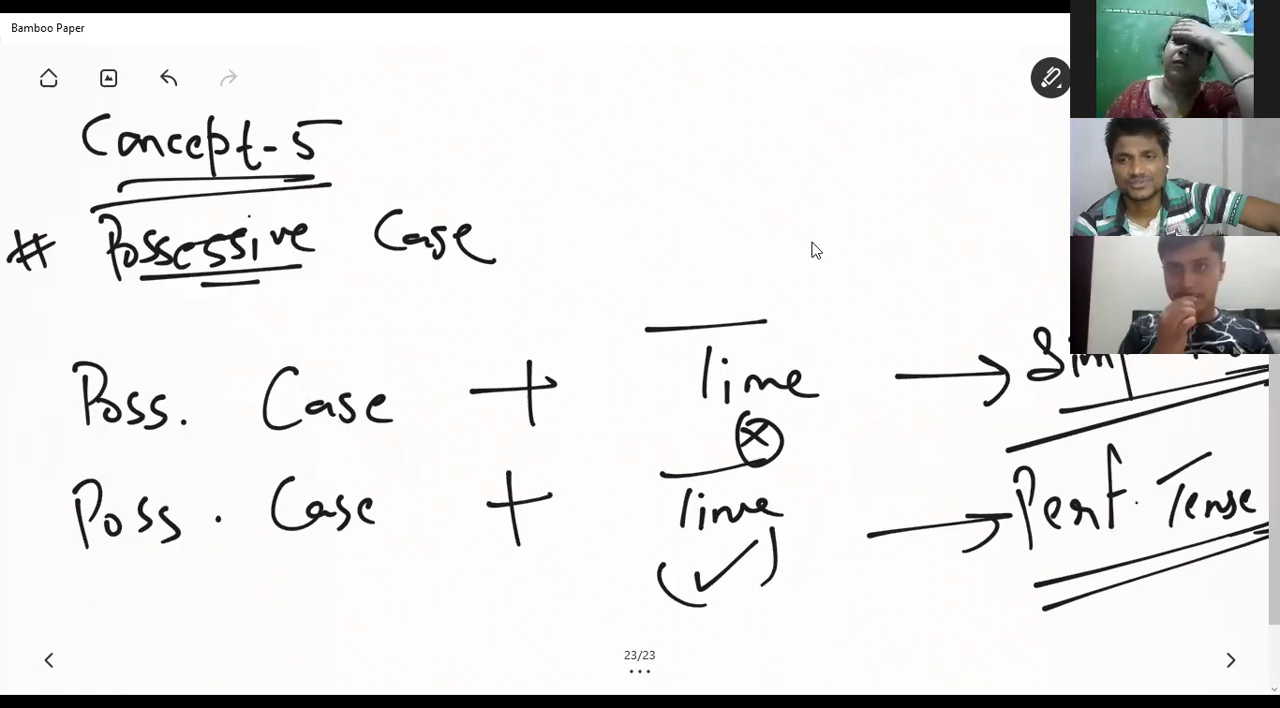 Bamboo Paper
Concept-5
# Possessive Case
Poss. Case + Time →
Poss. Case + Time → Perf. Tense
23/23